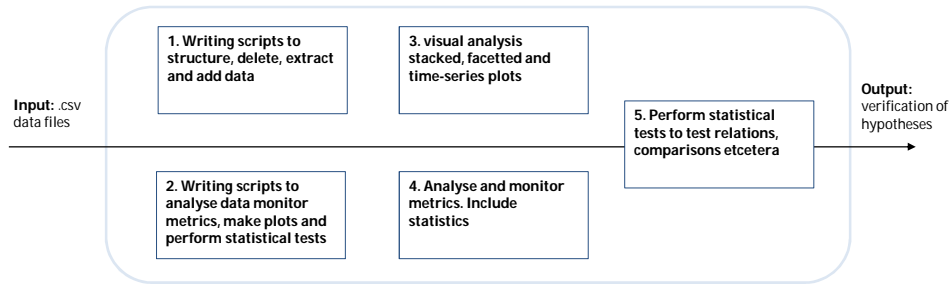 Input: .csv
data files
1. Writing scripts to
structure, delete, extract
and add data
2. Writing scripts to
analyse data monitor
metrics, make plots and
perform statistical tests
3. visual analysis
stacked, facetted and
time-series plots
4. Analyse and monitor
metrics. Include
statistics
5. Perform statistical
tests to test relations,
comparisons etcetera
Output:
verification of
hypotheses